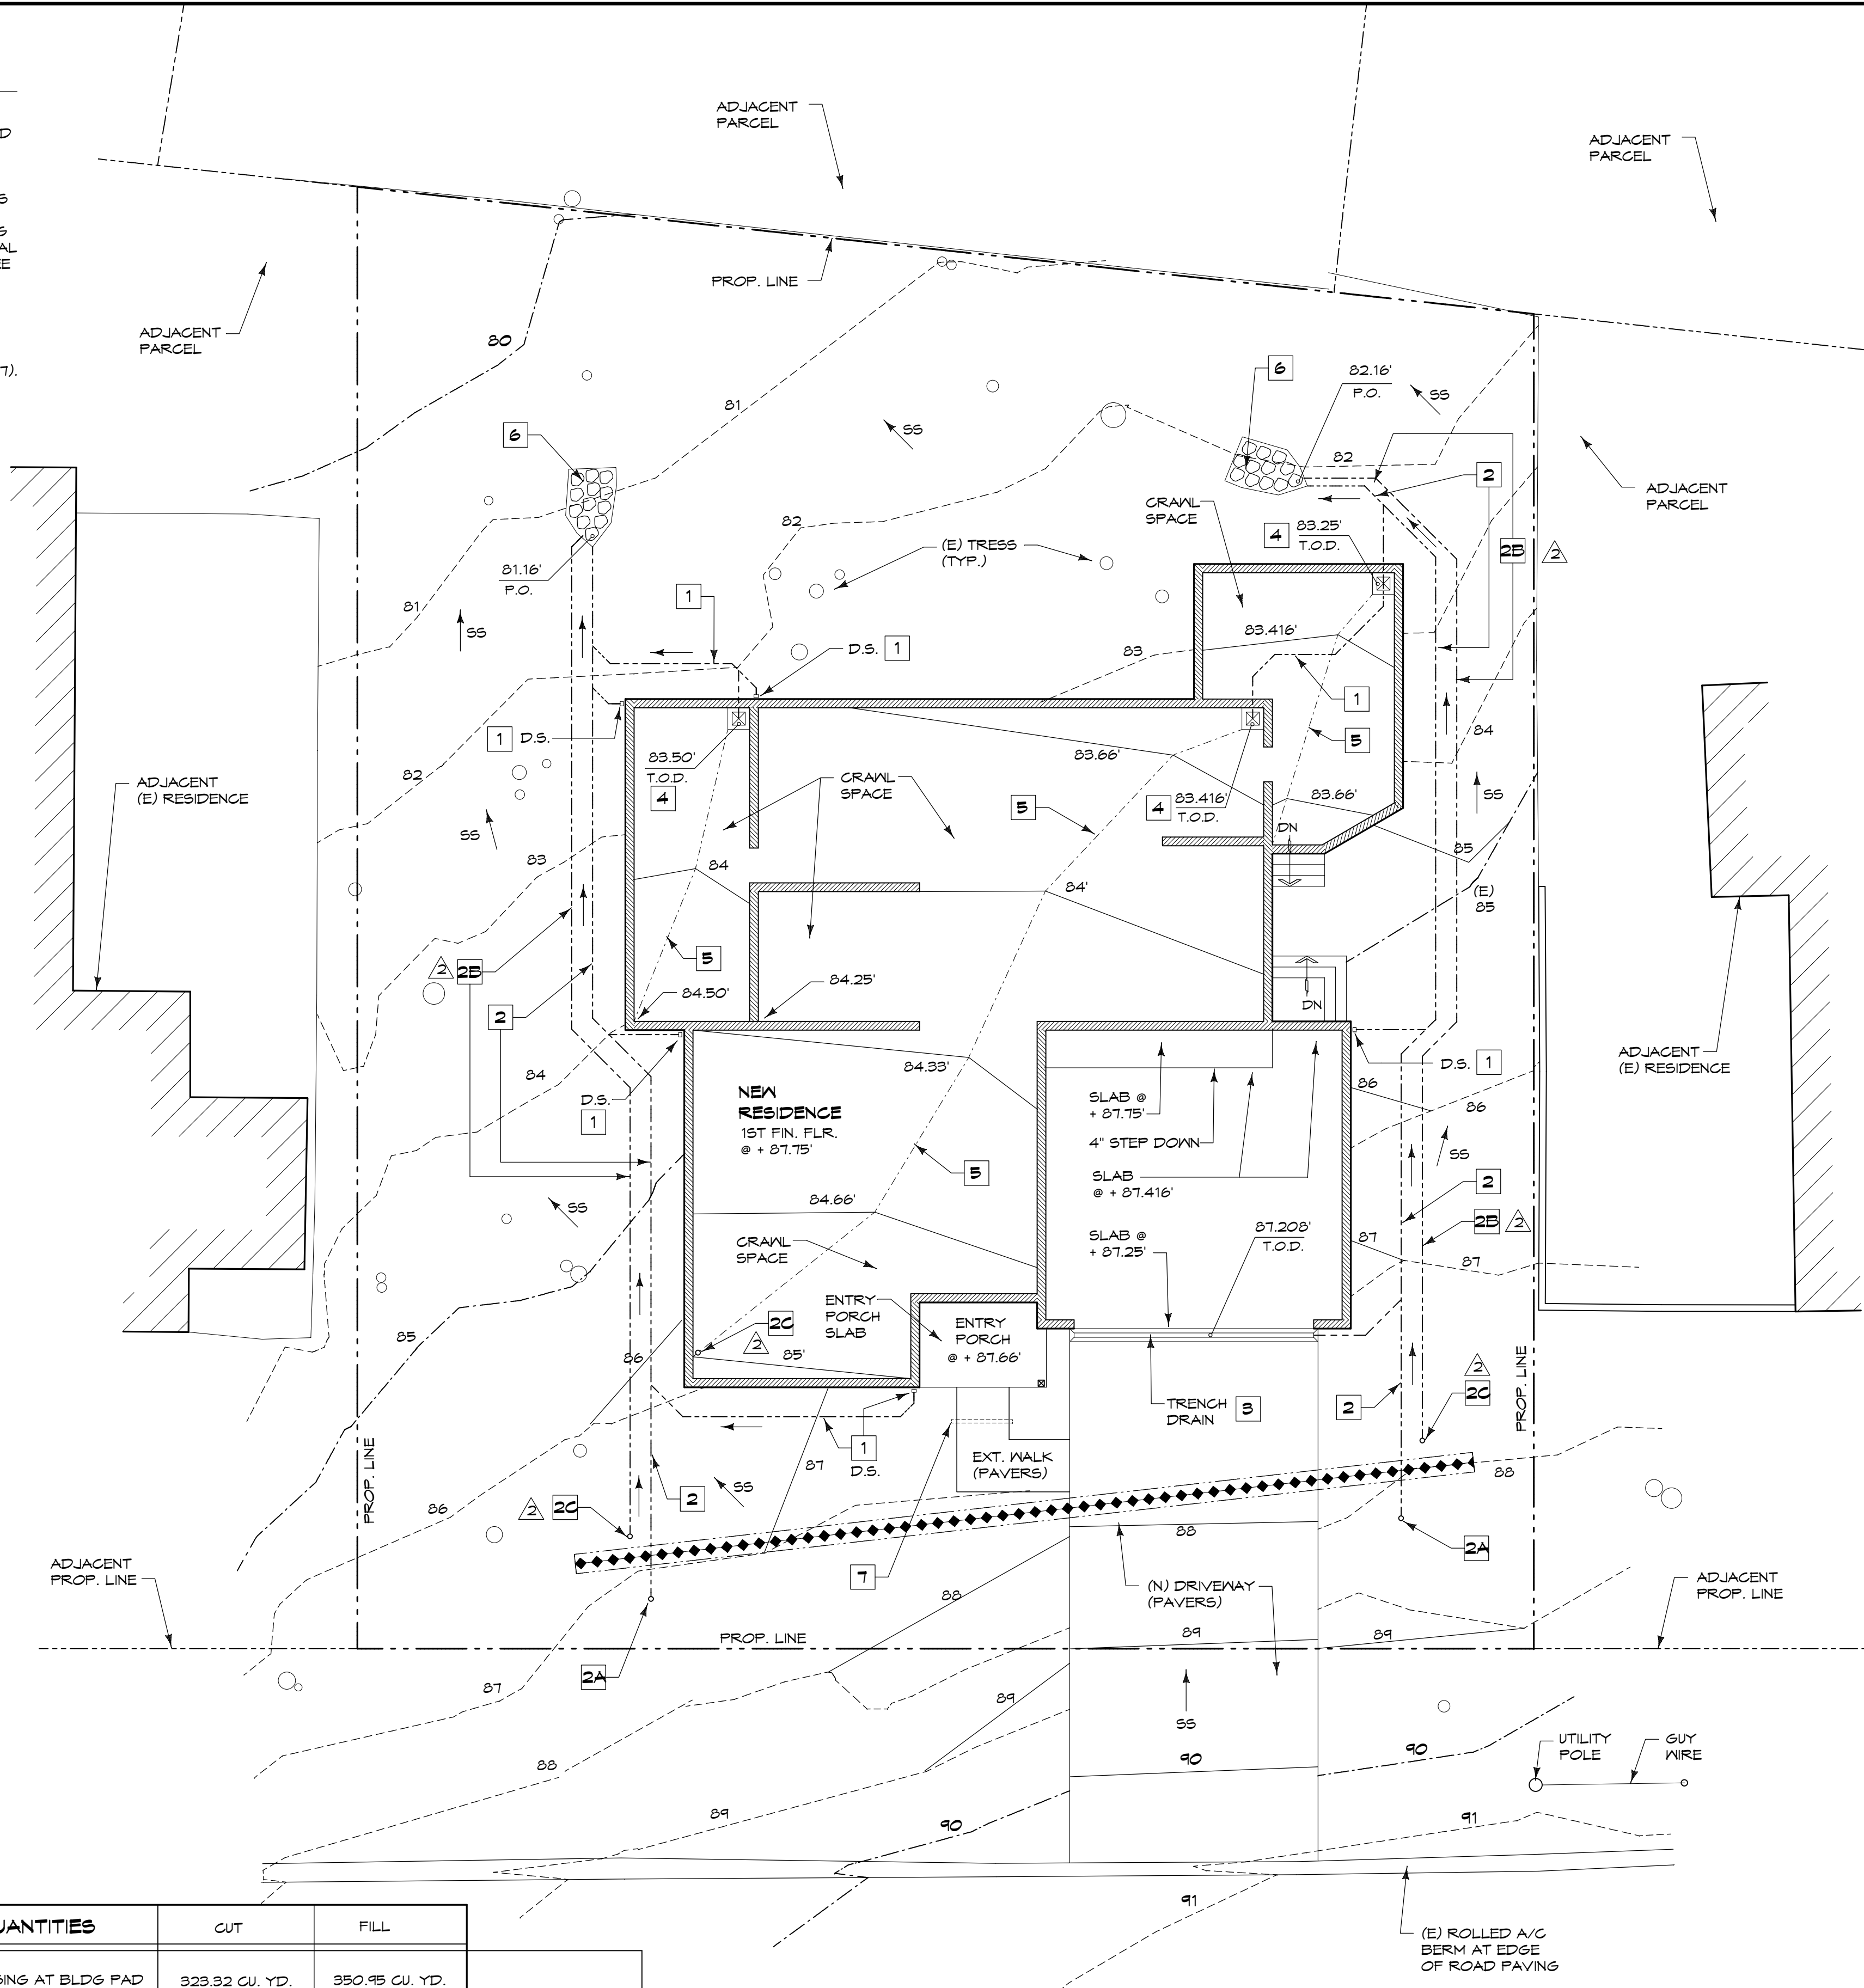 D
S
S
AL
EE
7).
ADJACENT
PARCEL
ADJACENT
PARCEL
PROP. LINE
ADJACENT
PARCEL
80
81
6
82.16'
P.O.
SS
SS
6
82
2
ADJACENT
PARCEL
CRAWL
SPACE
4
83.25'
T.O.D.
82
(E) TRESS
(TYP.)
2B
2
81.16'
P.O.
1
81
SS
83.416'
D.S. 1
83
1
1 D.S.
84
5
83.66'
83.50'
T.O.D.
4
82
CRAWL
SPACE
ADJACENT
(E) RESIDENCE
5
4
83.416'
T.O.D.
83.66'
SS
DN
SS
85
83
84
84'
(E)
85
5
2
2B
84.50'
84.25'
DN
2
ADJACENT
(E) RESIDENCE
D.S. 1
84.33'
84
86
86
NEW
RESIDENCE
1ST FIN. FLR.
@ + 87.75'
D.S.
1
SLAB @
+ 87.75'
4" STEP DOWN
SS
5
SLAB
@ + 87.416'
2
84.66'
SS
2B
2
CRAWL
SPACE
SLAB @
+ 87.25'
87.208'
T.O.D.
87
87
ENTRY
PORCH
SLAB
2C
2
ENTRY
PORCH
@ + 87.66'
85
86
85'
PROP. LINE
2
2C
TRENCH
DRAIN
3
2
PROP. LINE
1
D.S.
EXT. WALK
(PAVERS)
87
88
SS
2
86
2
2C
88
2A
ADJACENT
PROP. LINE
7
(N) DRIVEWAY
(PAVERS)
ADJACENT
PROP. LINE
88
PROP. LINE
89
89
2A
87
89
SS
UTILITY
POLE
GUY
WIRE
90
90
88
89
90
91
91
(E) ROLLED A/C
BERM AT EDGE
OF ROAD PAVING
CUT
FILL
AT BLDG PAD
323.32 CU. YD.
350.95 CU. YD.